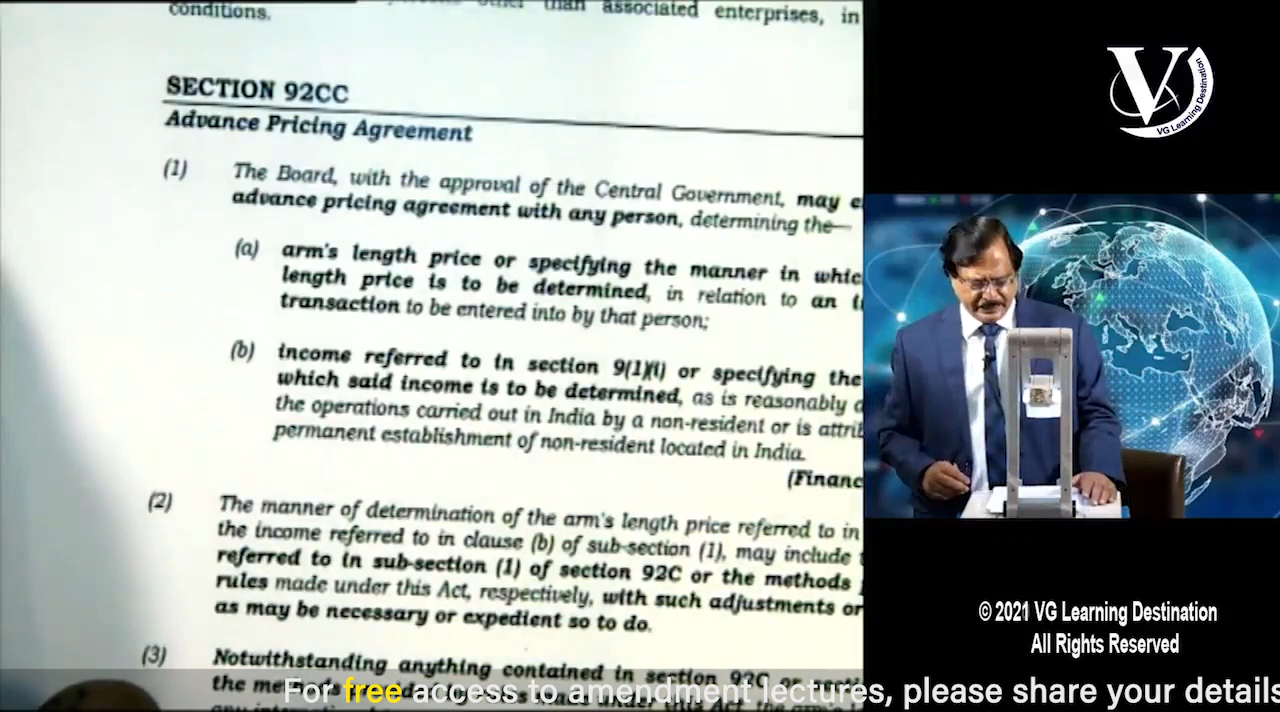 other than associated enterprises, in
conditions.
SECTION 92CC
Advance Pricing Agreement
(1) The Board, with the approval of the Central Government, may e
advance pricing agreement with any person, determining the—
(a) arm's length price or specifying the manner in whic
length price is to be determined, in relation to an i
transaction to be entered into by that person;
(b) income referred to in section 9(1)(i) or specifying the
which said income is to be determined, as is reasonably a
the operations carried out in India by a non-resident or is attrib
permanent establishment of non-resident located in India.
(Financ
(2) The manner of determination of the arm's length price referred to in
the income referred to in clause (b) of sub-section (1), may include
referred to in sub-section (1) of section 92C or the methods
rules made under this Act, respectively, with such adjustments or
as may be necessary or expedient so to do.
(3) Notwithstanding anything contained in section 92C or
the
For free access to amendment lectures, please share your details
V
VG Learning Destination
© 2021 VG Learning Destination
All Rights Reserved